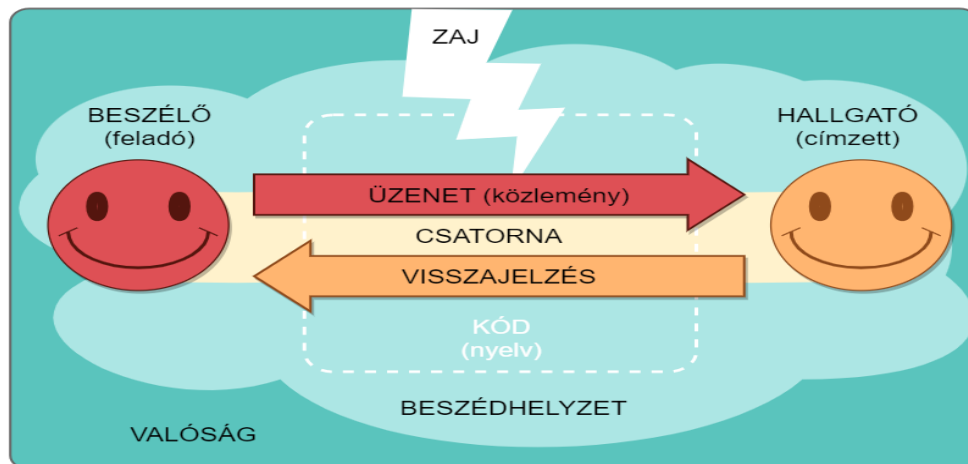 ZAJ
BESZÉLŐ
(feladó)
HALLGATÓ
(címzett)
ÜZENET (közlemény)
CSATORNA
VISSZAJELZÉS
KÓD
(nyelv)
BESZÉDHELYZET
VALÓSÁG